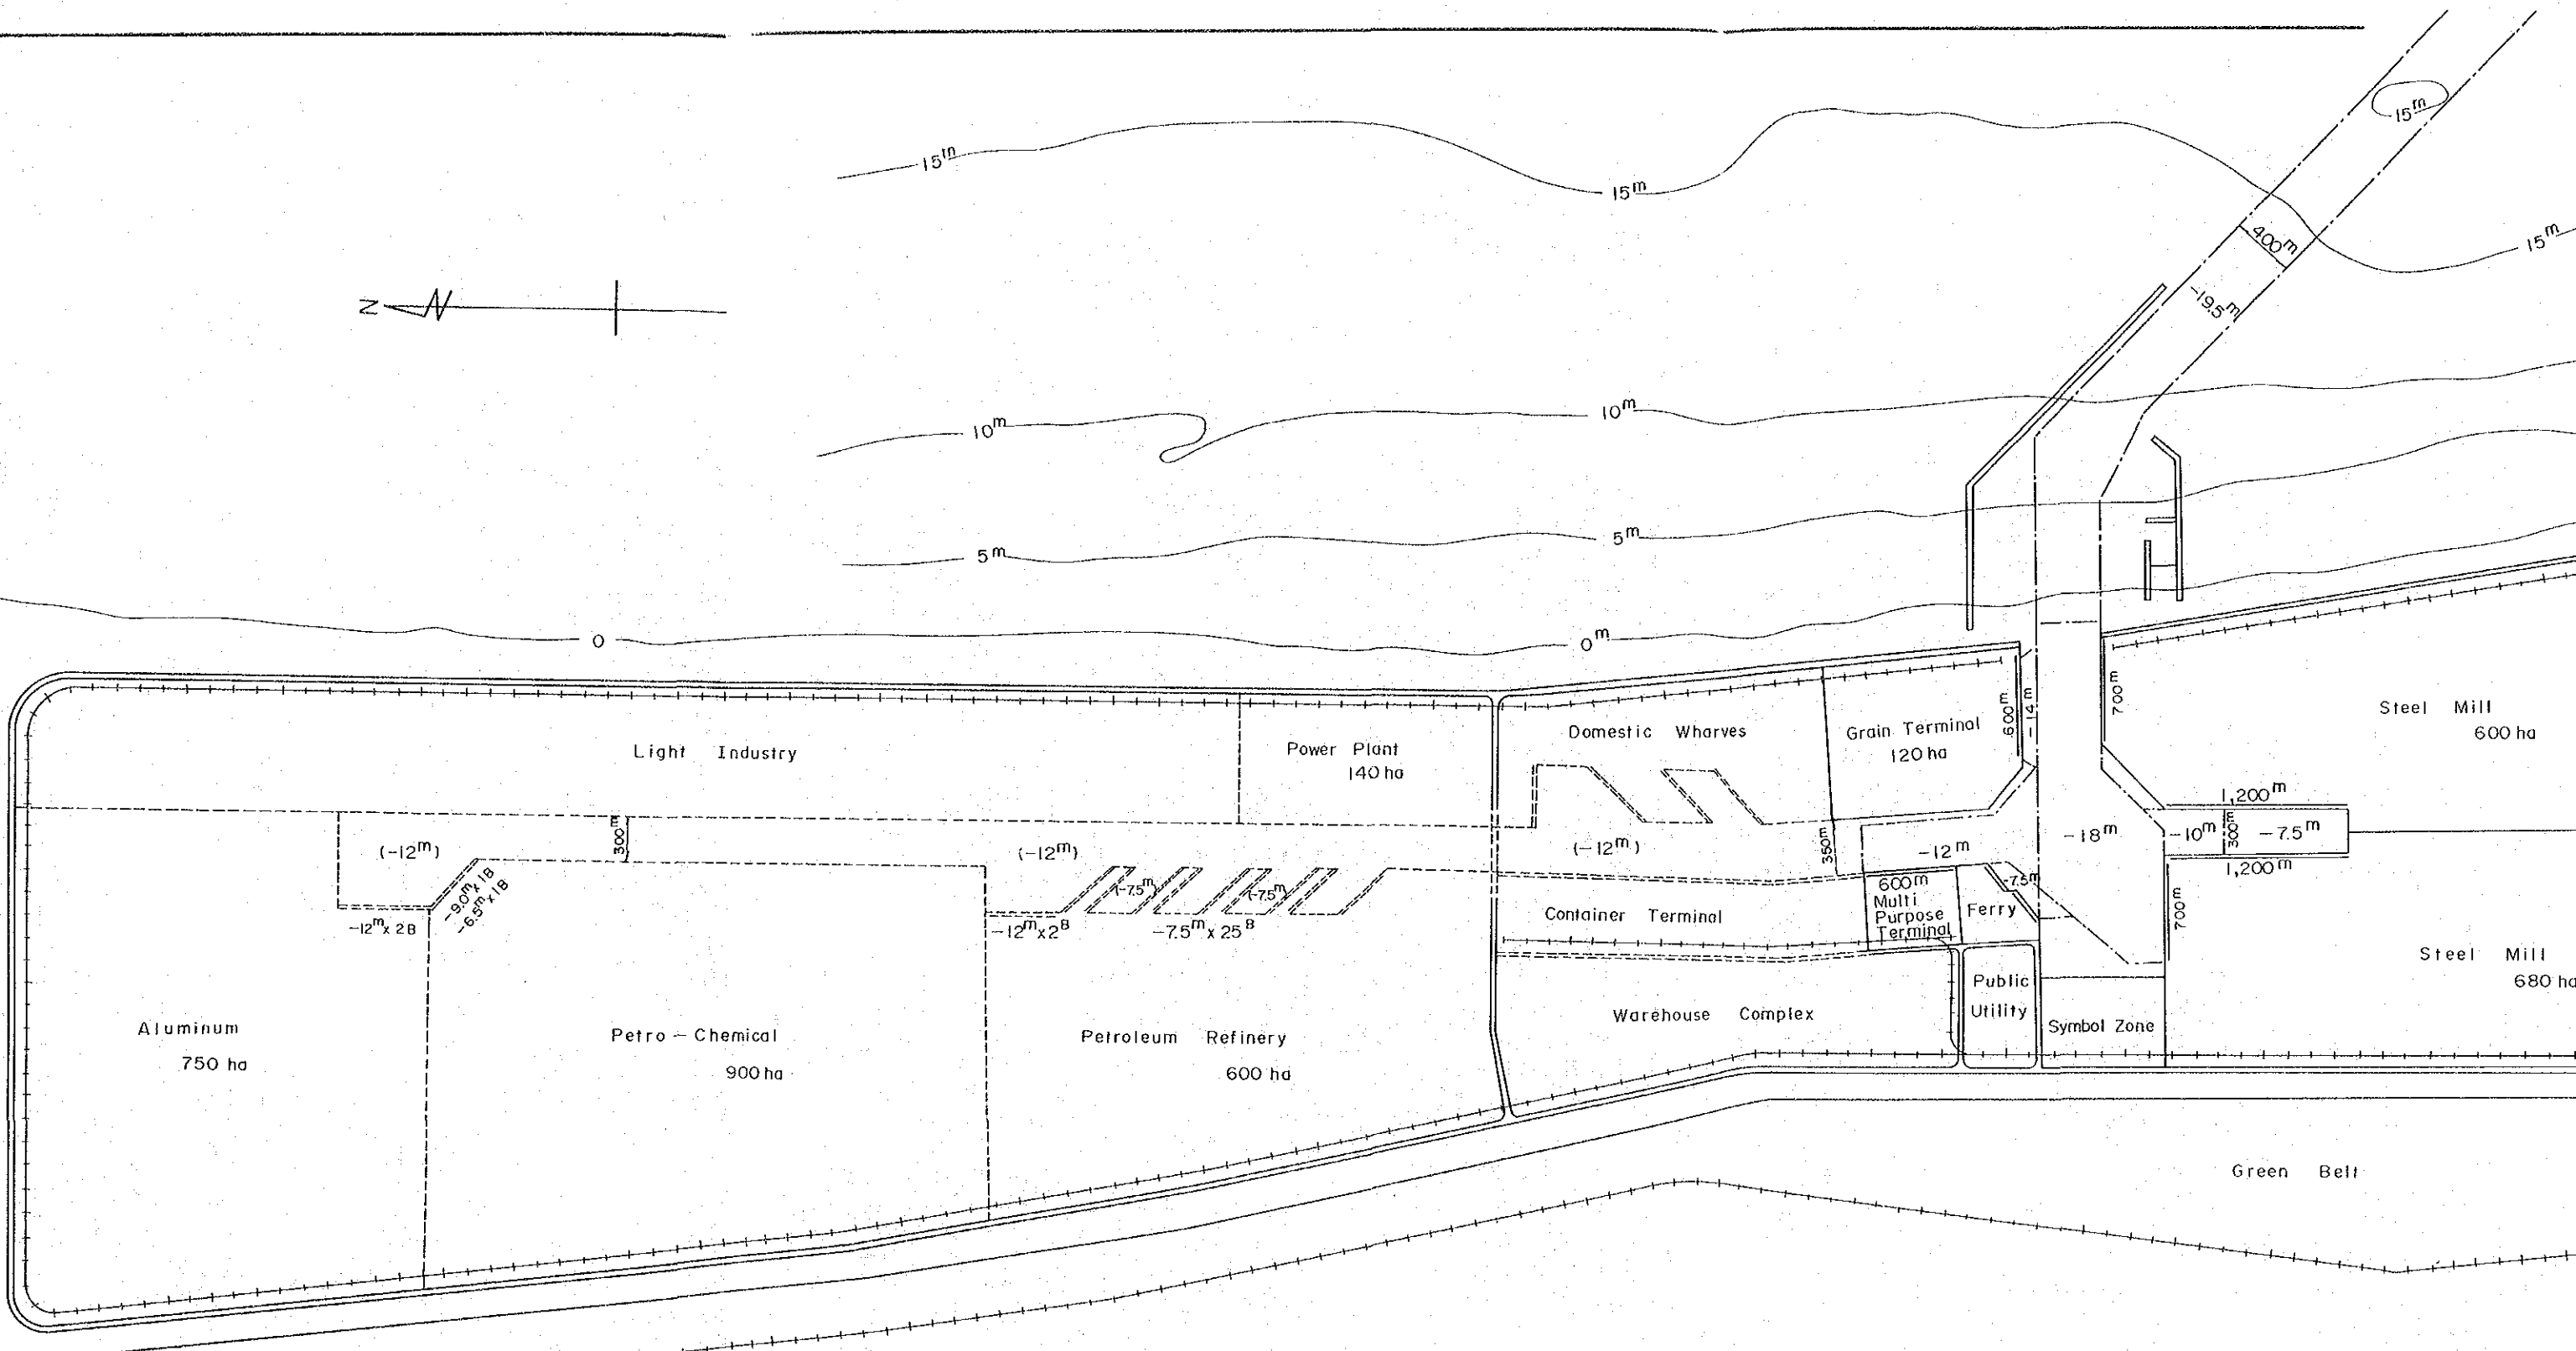 15m
15m
15m
15m
400m
-19.5m
N
10m
10m
5m
5m
0
0m
Light Industry
Power Plant
140 ha
Domestic Wharves
Grain Terminal
120 ha
600m
-14m
700m
Steel Mill
600 ha
(-12m)
300m
(-12m)
(-12m)
350m
-12m
-18m
1,200m
-10m
300m
-7.5m
1,200m
-12m x 2B
-9.0m x 1B
-6.5m x 1B
(-7.5m)
(-7.5m)
-12m x 2B
-7.5m x 25B
Container Terminal
600m
Multi
Purpose
Terminal
-7.5m
Ferry
700m
Steel Mill
680 ha
Aluminum
750 ha
Petro-Chemical
900 ha
Petroleum Refinery
600 ha
Warehouse Complex
Public
Utility
Symbol Zone
Green Belt